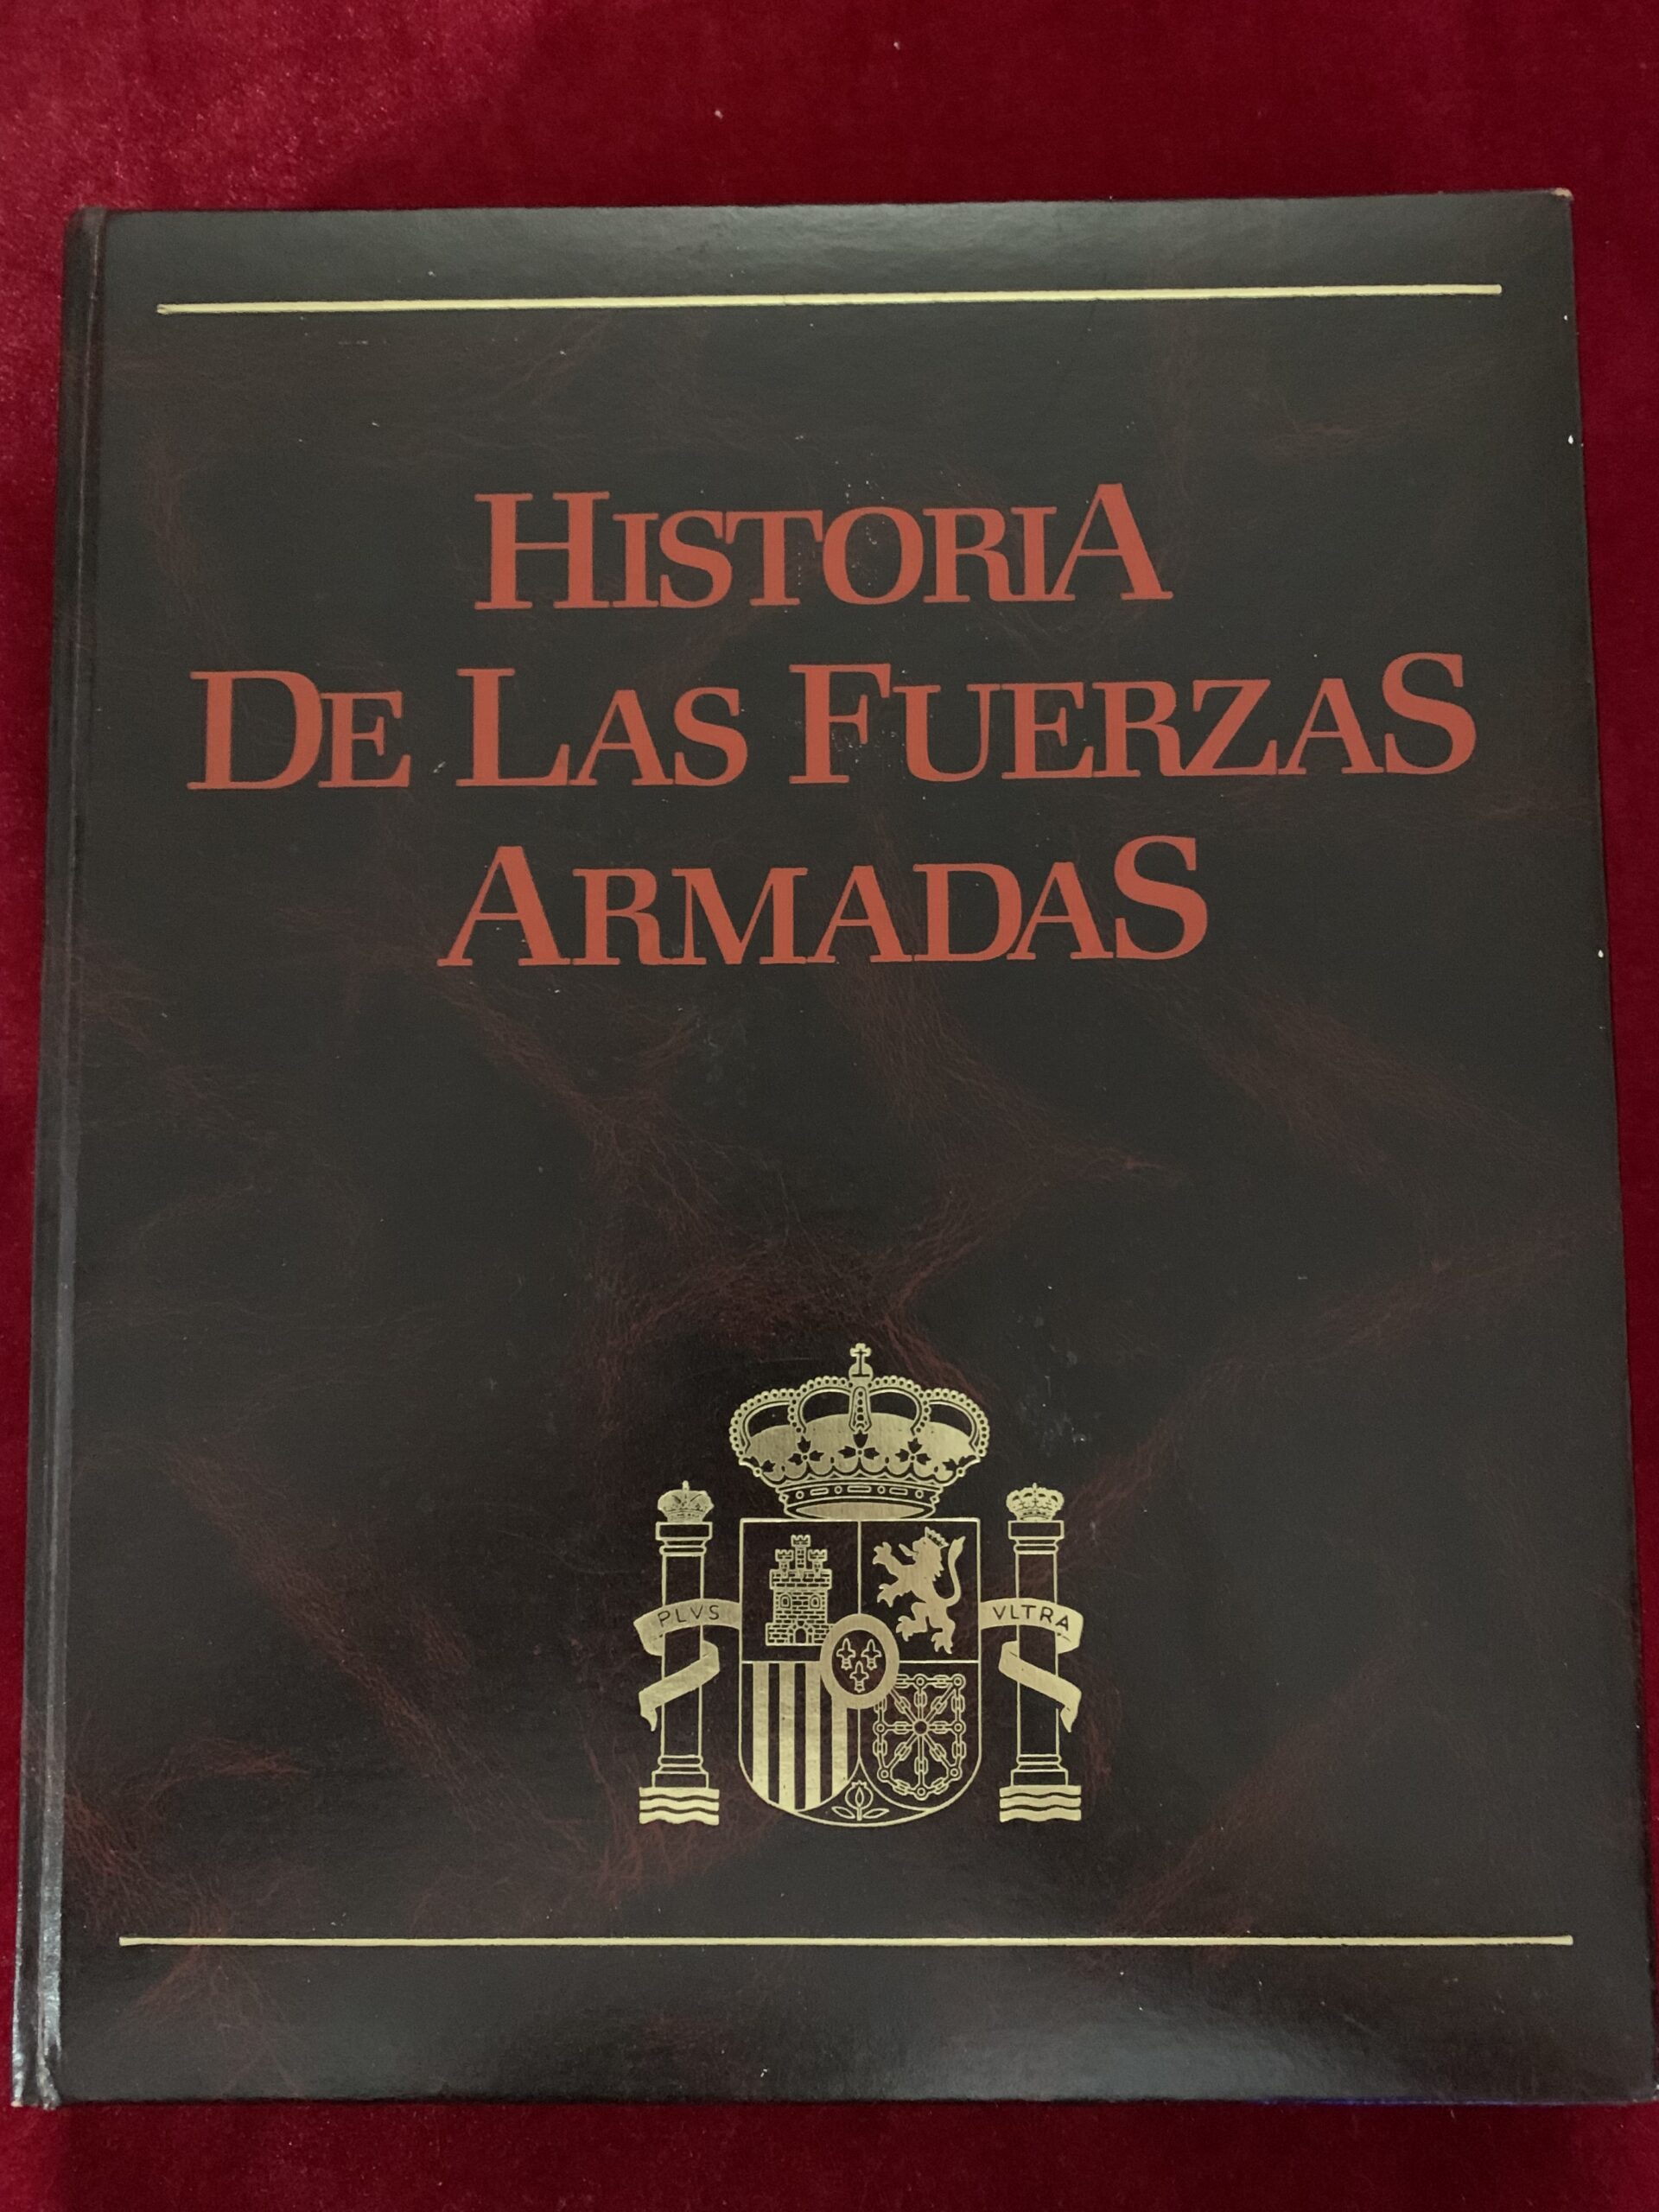 HISTORIA
DE LAS FUERZAS
ARMADAS
PLVS VLTRA